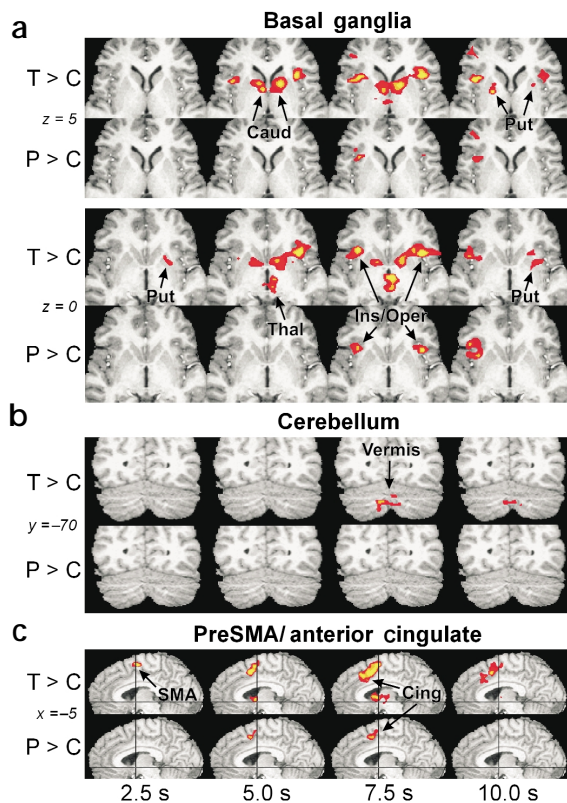 a
Basal ganglia
T > C
z = 5
Caud
Put
P > C
T > C
z = 0
Put
Thal
Ins/Oper
Put
P > C
b
Cerebellum
Vermis
T > C
y = –70
P > C
c
PreSMA/ anterior cingulate
T > C
SMA
Cing
x = –5
P > C
2.5 s 5.0 s 7.5 s 10.0 s